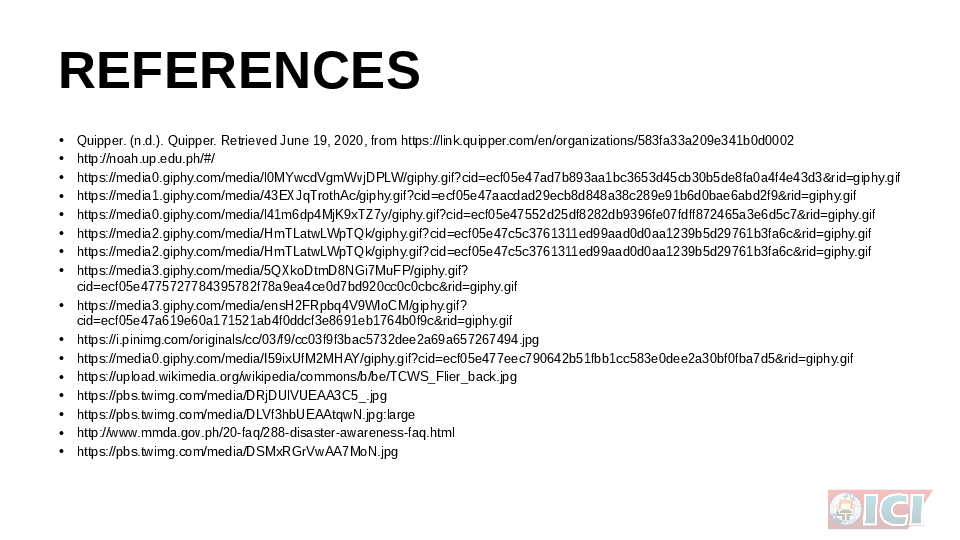 REFERENCES
• Quipper. (n.d.). Quipper. Retrieved June 19, 2020, from https://link.quipper.com/en/organizations/583fa33a209e341b0d0002
• http://noah.up.edu.ph/#/
• https://media0.giphy.com/media/l0MYwcdVgmWvjDPLW/giphy.gif?cid=ecf05e47ad7b893aa1bc3653d45cb30b5de8fa0a4f4e43d3&rid=giphy.gif
• https://media1.giphy.com/media/43EXJqTrothAc/giphy.gif?cid=ecf05e47aacdad29ecb8d848a38c289e91b6d0bae6abd2f9&rid=giphy.gif
• https://media0.giphy.com/media/l41m6dp4MjK9xTZ7y/giphy.gif?cid=ecf05e47552d25df8282db9396fe07fdff872465a3e6d5c7&rid=giphy.gif
• https://media2.giphy.com/media/HmTLatwLWpTQk/giphy.gif?cid=ecf05e47c5c3761311ed99aad0d0aa1239b5d29761b3fa6c&rid=giphy.gif
• https://media2.giphy.com/media/HmTLatwLWpTQk/giphy.gif?cid=ecf05e47c5c3761311ed99aad0d0aa1239b5d29761b3fa6c&rid=giphy.gif
• https://media3.giphy.com/media/5QXkoDtmD8NGi7MuFP/giphy.gif?
cid=ecf05e4775727784395782f78a9ea4ce0d7bd920cc0c0cbc&rid=giphy.gif
• https://media3.giphy.com/media/ensH2FRpbq4V9WIoCM/giphy.gif?
cid=ecf05e47a619e60a171521ab4f0ddcf3e8691eb1764b0f9c&rid=giphy.gif
• https://i.pinimg.com/originals/cc/03/f9/cc03f9f3bac5732dee2a69a657267494.jpg
• https://media0.giphy.com/media/I59ixUfM2MHAY/giphy.gif?cid=ecf05e477eec790642b51fbb1cc583e0dee2a30bf0fba7d5&rid=giphy.gif
• https://upload.wikimedia.org/wikipedia/commons/b/be/TCWS_Flier_back.jpg
• https://pbs.twimg.com/media/DRjDUIVUEAA3C5_.jpg
• https://pbs.twimg.com/media/DLVf3hbUEAAtqwN.jpg:large
• http://www.mmda.gov.ph/20-faq/288-disaster-awareness-faq.html
• https://pbs.twimg.com/media/DSMxRGrVwAA7MoN.jpg
ICI